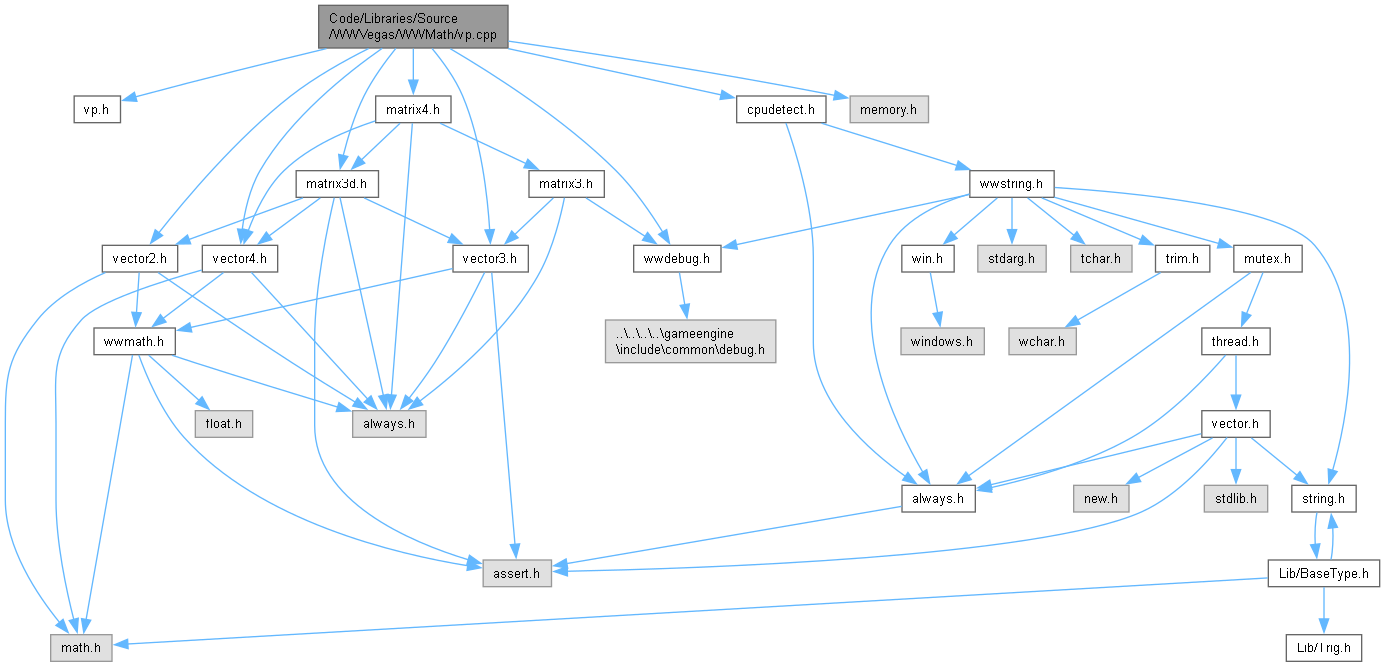 Code/Libraries/Source
/WWVegas/WWMath/vp.cpp
vp.h
matrix4.h
cpudetect.h
memory.h
matrix3d.h
matrix3.h
wwstring.h
vector2.h
vector4.h
vector3.h
wwdebug.h
win.h
stdarg.h
tchar.h
trim.h
mutex.h
wwmath.h
..\..\..\..\gameengine
\include\common\debug.h
windows.h
wchar.h
thread.h
float.h
always.h
vector.h
always.h
new.h
stdlib.h
string.h
assert.h
Lib/BaseType.h
math.h
Lib/Trig.h